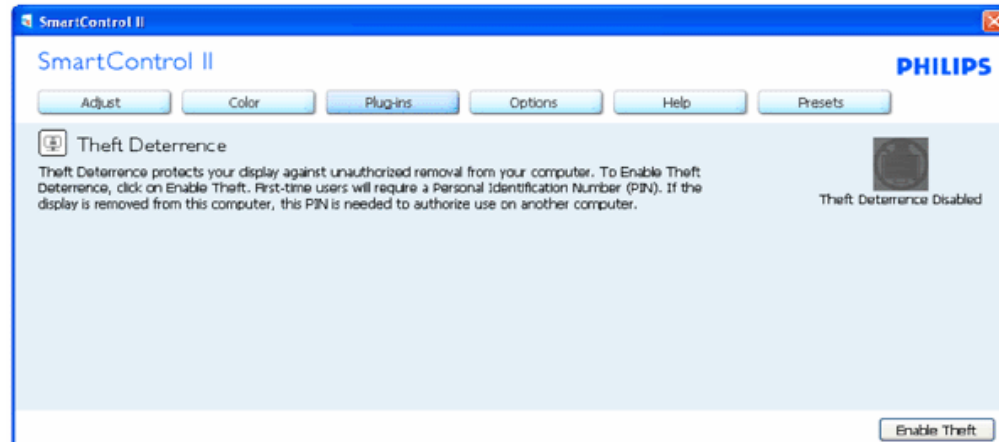 SmartControl II
SmartControl II
PHILIPS
Adjust Color Plug-ins Options Help Presets
Theft Deterrence
Theft Deterrence protects your display against unauthorized removal from your computer. To Enable Theft
Deterrence, click on Enable Theft. First-time users will require a Personal Identification Number (PIN). If the
display is removed from this computer, this PIN is needed to authorize use on another computer.
Theft Deterrence Disabled
Enable Theft